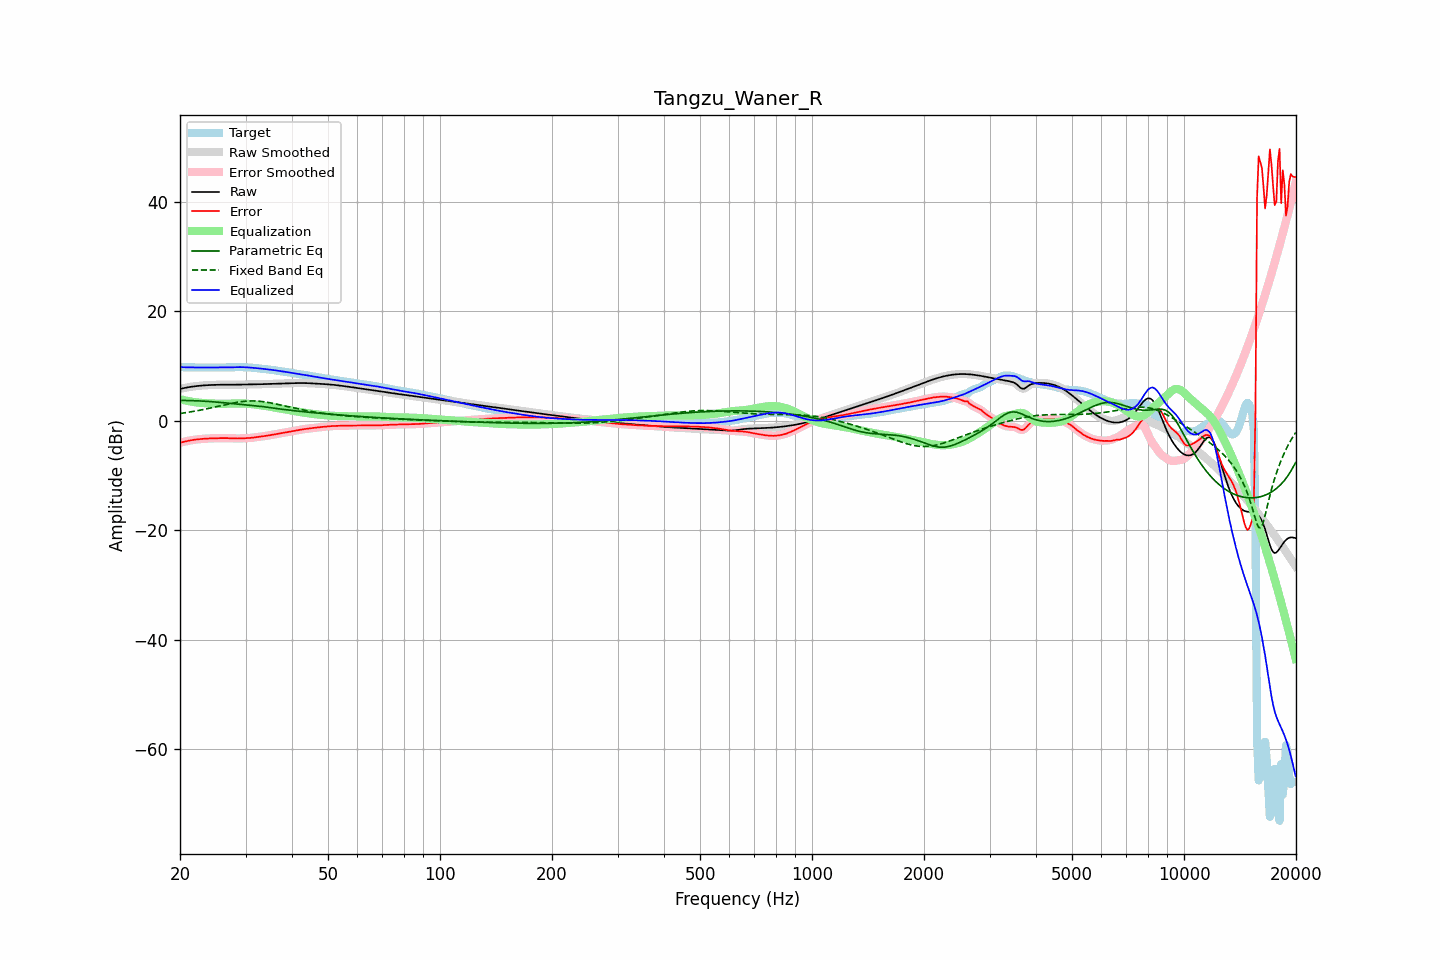 Tangzu_Waner_R
Target
Raw Smoothed
Error Smoothed
Raw
Error
Equalization
Parametric Eq
Fixed Band Eq
Equalized
40
20
0
−20
−40
−60
Amplitude (dBr)
20 50 100 200 500 1000 2000 5000 10000 20000
Frequency (Hz)